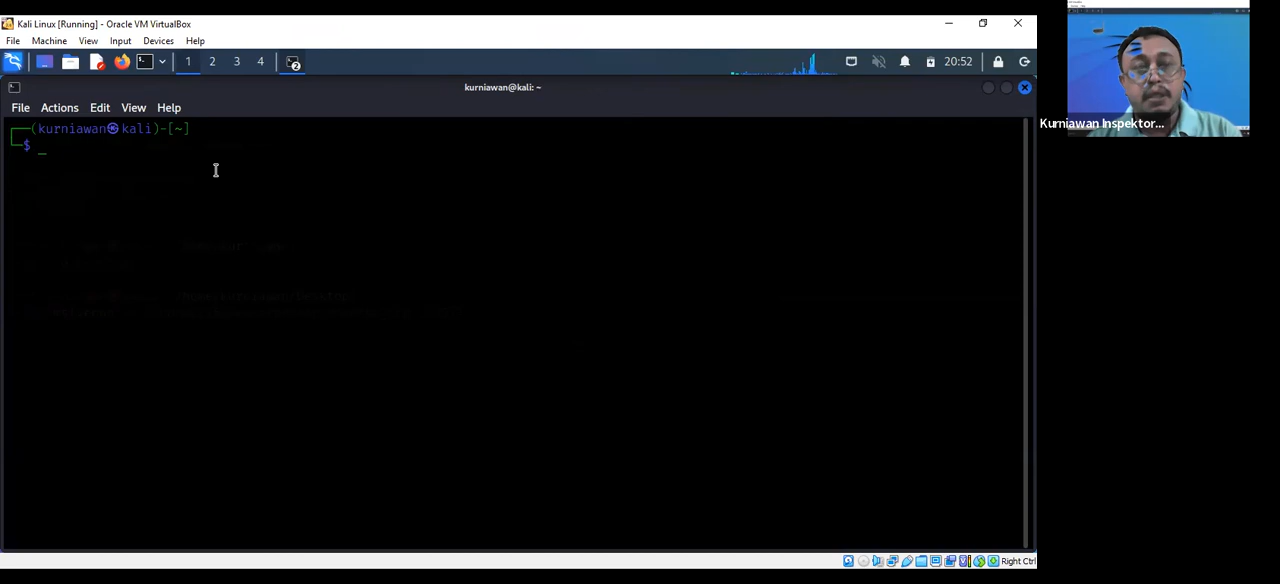 Kali Linux [Running] - Oracle VM VirtualBox
File Machine View Input Devices Help
1 2 3 4 2 20:52
kurniawan@kali: ~
File Actions Edit View Help
(kurniawan㉿kali)-[~]
$ _
Kurniawan Inspektor...
Right Ctrl